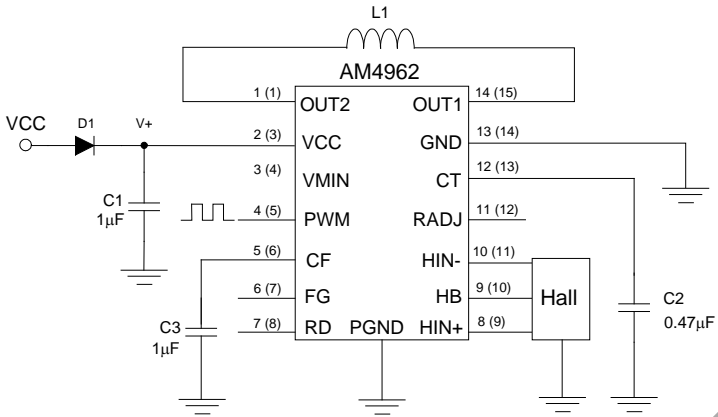 L1
AM4962
1 (1) OUT2 OUT1 14 (15)
VCC D1 V+ 2 (3) VCC GND 13 (14)
3 (4) VMIN CT 12 (13)
C1
1μF
4 (5) PWM RADJ 11 (12)
5 (6) CF HIN- 10 (11)
6 (7) FG HB 9 (10) Hall
C2
0.47μF
C3
1μF
7 (8) RD PGND HIN+ 8 (9)